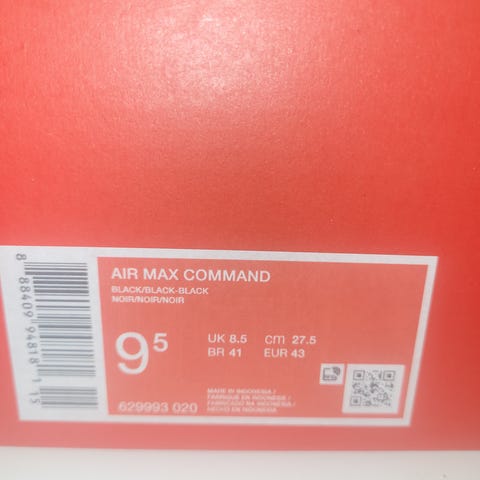 AIR MAX COMMAND
BLACK/BLACK-BLACK
NOIR/NOIR/NOIR
9 5
UK 8.5 cm 27.5
BR 41 EUR 43
MADE IN INDONESIA /
FABRIQUÉ EN INDONÉSIE /
FABRICADO NA INDONÉSIA /
HECHO EN INDONESIA
629993 020
8 88409 94818 1 15